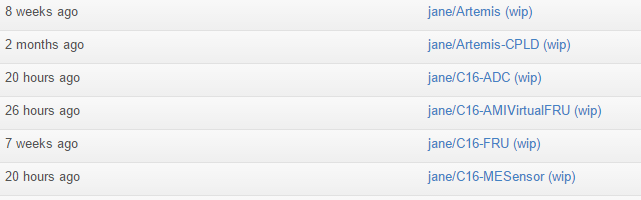 8 weeks ago jane/Artemis (wip)
2 months ago jane/Artemis-CPLD (wip)
20 hours ago jane/C16-ADC (wip)
26 hours ago jane/C16-AMIVirtualFRU (wip)
7 weeks ago jane/C16-FRU (wip)
20 hours ago jane/C16-MESensor (wip)